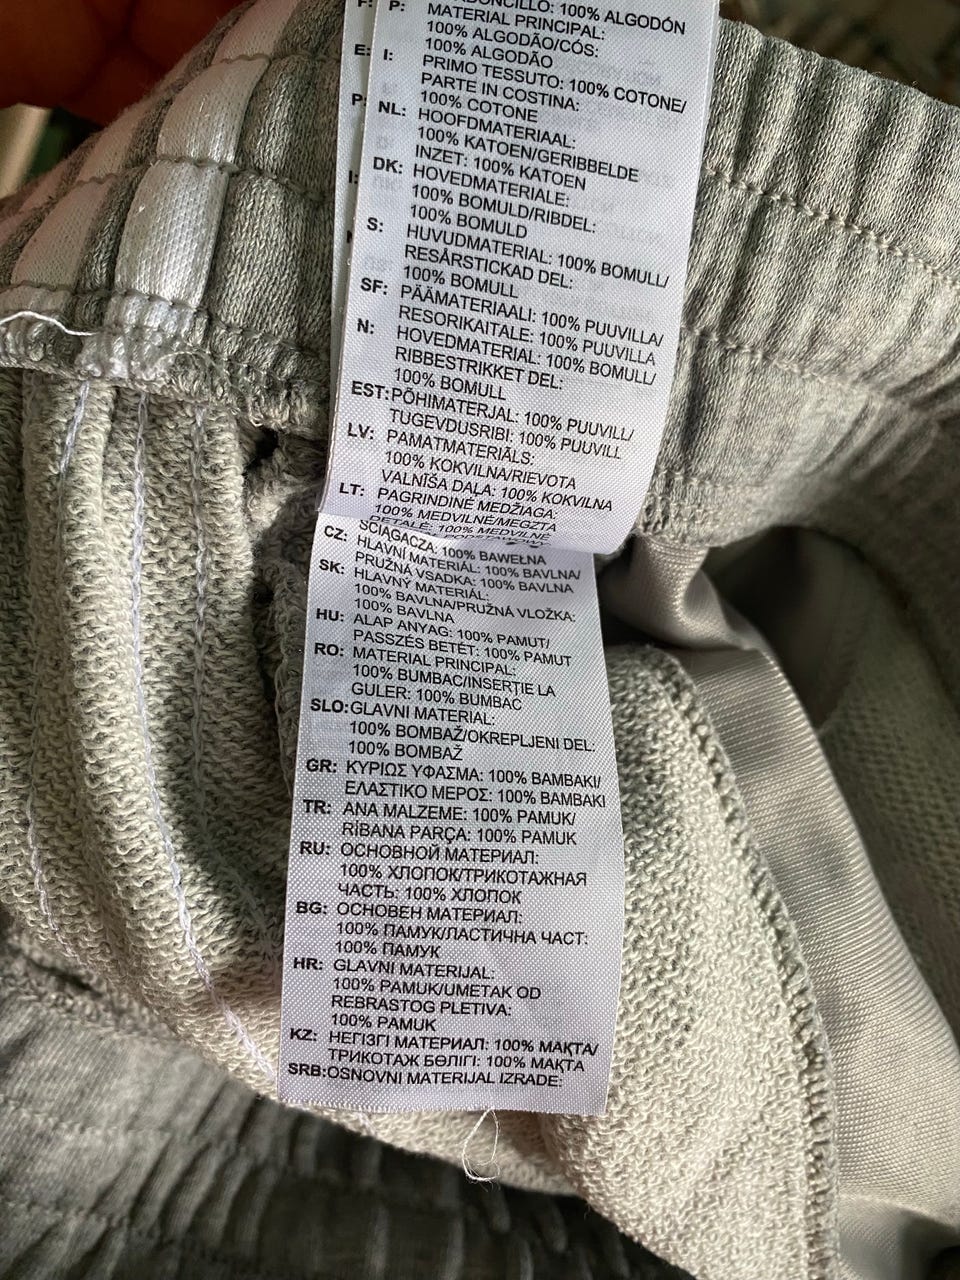 100% ALGODÓN
P: MATERIAL PRINCIPAL:
100% ALGODÃO/CÓS:
100% ALGODÃO
I: PRIMO TESSUTO: 100% COTONE/
PARTE IN COSTINA:
100% COTONE
NL: HOOFDMATERIAAL:
100% KATOEN/GERIBBELDE
INZET: 100% KATOEN
DK: HOVEDMATERIALE:
100% BOMULD/RIBDEL:
100% BOMULD
S: HUVUDMATERIAL: 100% BOMULL/
RESÅRSTICKAD DEL:
100% BOMULL
SF: PÄÄMATERIAALI: 100% PUUVILLA/
RESORIKAITALE: 100% PUUVILLA
N: HOVEDMATERIAL: 100% BOMULL/
RIBBESTRIKKET DEL:
100% BOMULL
EST: PÕHIMATERJAL: 100% PUUVILL/
TUGEVDUSRIBI: 100% PUUVILL
LV: PAMATMATERIĀLS:
100% KOKVILNA/RIEVOTA
VALNĪŠA DAĻA: 100% KOKVILNA
LT: PAGRINDINĖ MEDŽIAGA:
100% MEDVILNĖ/MEGZTA
DETALĖ: 100% MEDVILNĖ
ŚCIĄGACZA: 100% BAWEŁNA
CZ: HLAVNÍ MATERIÁL: 100% BAVLNA/
PRUŽNÁ VSADKA: 100% BAVLNA
SK: HLAVNÝ MATERIÁL:
100% BAVLNA/PRUŽNÁ VLOŽKA:
100% BAVLNA
HU: ALAP ANYAG: 100% PAMUT/
PASSZÉS BETÉT: 100% PAMUT
RO: MATERIAL PRINCIPAL:
100% BUMBAC/INSERŢIE LA
GULER: 100% BUMBAC
SLO: GLAVNI MATERIAL:
100% BOMBAŽ/OKREPLJENI DEL:
100% BOMBAŽ
GR: ΚΥΡΙΩΣ ΥΦΑΣΜΑ: 100% ΒΑΜΒΑΚΙ/
ΕΛΑΣΤΙΚΟ ΜΕΡΟΣ: 100% ΒΑΜΒΑΚΙ
TR: ANA MALZEME: 100% PAMUK/
RİBANA PARÇA: 100% PAMUK
RU: ОСНОВНОЙ МАТЕРИАЛ:
100% ХЛОПОК/ТРИКОТАЖНАЯ
ЧАСТЬ: 100% ХЛОПОК
BG: ОСНОВЕН МАТЕРИАЛ:
100% ПАМУК/ЛАСТИЧНА ЧАСТ:
100% ПАМУК
HR: GLAVNI MATERIJAL:
100% PAMUK/UMETAK OD
REBRASTOG PLETIVA:
100% PAMUK
KZ: НЕГІЗГІ МАТЕРИАЛ: 100% МАҚТА/
ТРИКОТАЖ БӨЛІГІ: 100% МАҚТА
SRB: OSNOVNI MATERIJAL IZRADE: